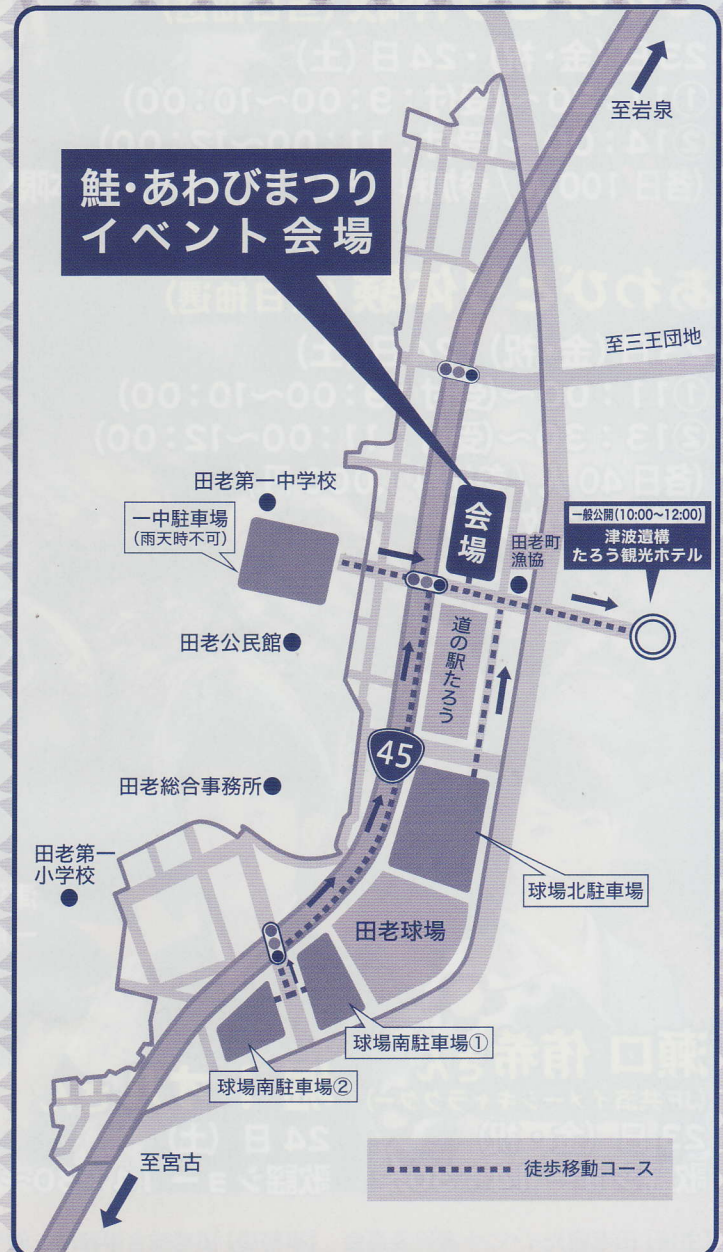 至岩泉
鮭・あわびまつり
イベント会場
至三王団地
田老第一中学校
一中駐車場
(雨天時不可)
会場
田老町
漁協
一般公開(10:00~12:00)
津波遺構
たろう観光ホテル
田老公民館
道の駅たろう
45
田老総合事務所
田老第一
小学校
球場北駐車場
田老球場
球場南駐車場①
球場南駐車場②
至宮古
徒歩移動コース